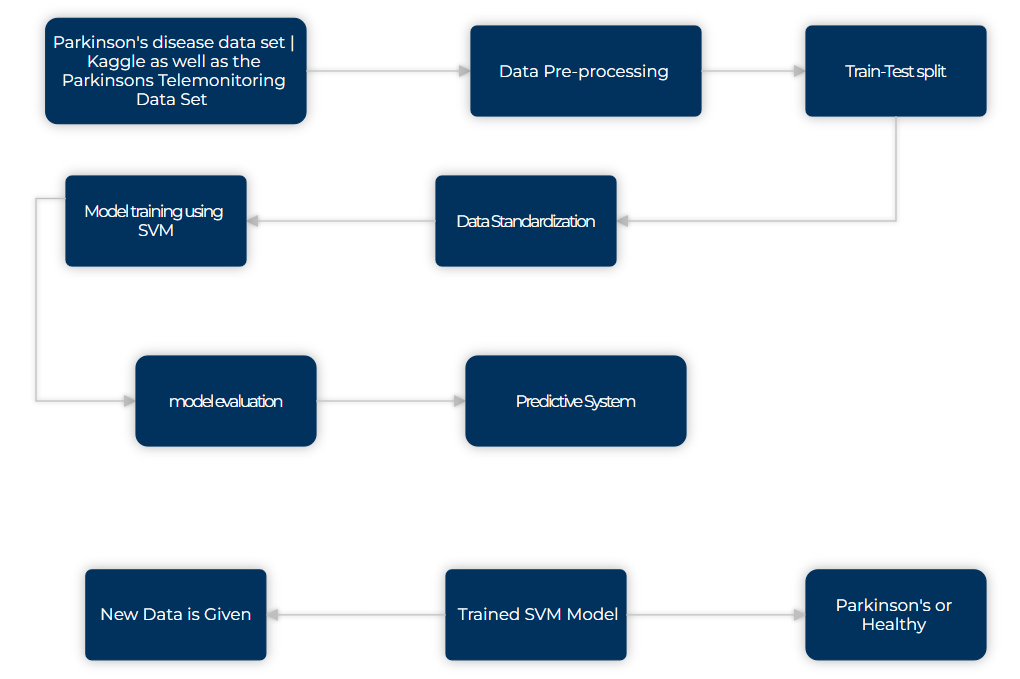 Parkinson's disease data set |
Kaggle as well as the
Parkinsons Telemonitoring
Data Set
Data Pre-processing
Train-Test split
Model training using
SVM
Data Standardization
model evaluation
Predictive System
New Data is Given
Trained SVM Model
Parkinson's or
Healthy